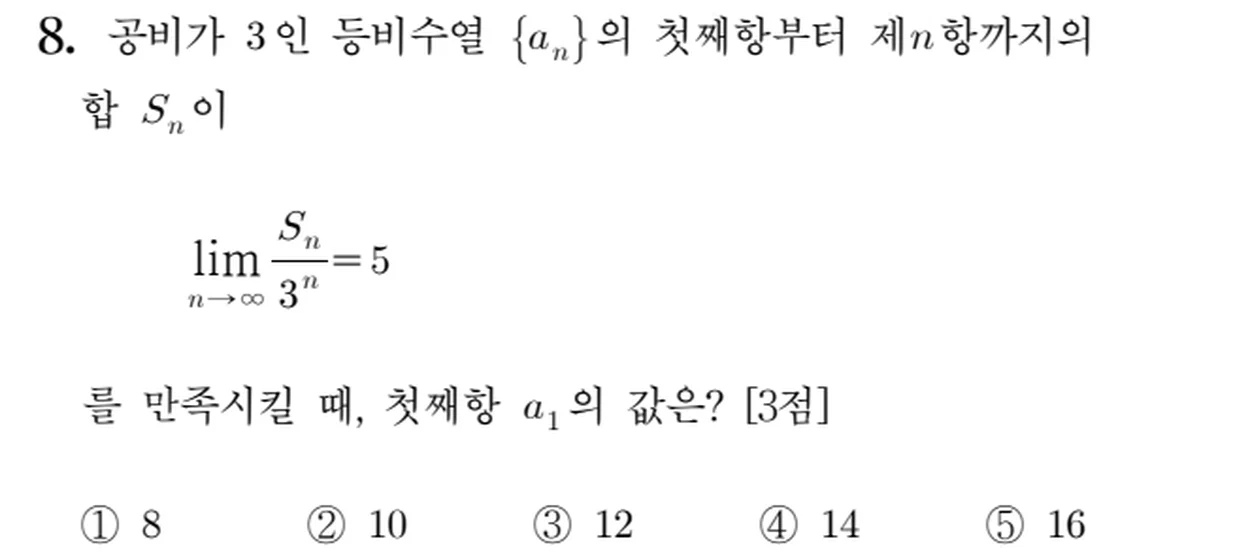 8. 공비가 3인 등비수열 {aₙ}의 첫째항부터 제n항까지의
합 Sₙ이
lim_{n→∞} Sₙ/3ⁿ = 5
를 만족시킬 때, 첫째항 a₁의 값은? [3점]
① 8 ② 10 ③ 12 ④ 14 ⑤ 16